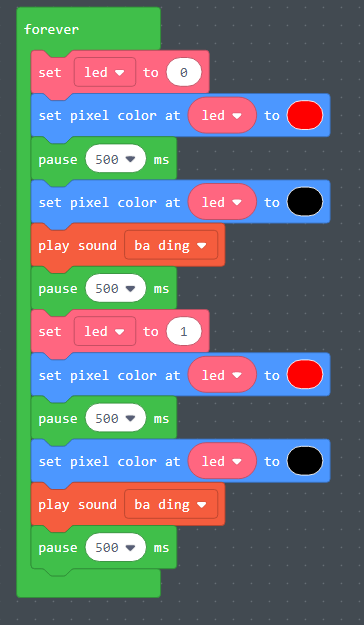 forever
set led to 0
set pixel color at led to
pause 500 ms
set pixel color at led to
play sound ba ding
pause 500 ms
set led to 1
set pixel color at led to
pause 500 ms
set pixel color at led to
play sound ba ding
pause 500 ms